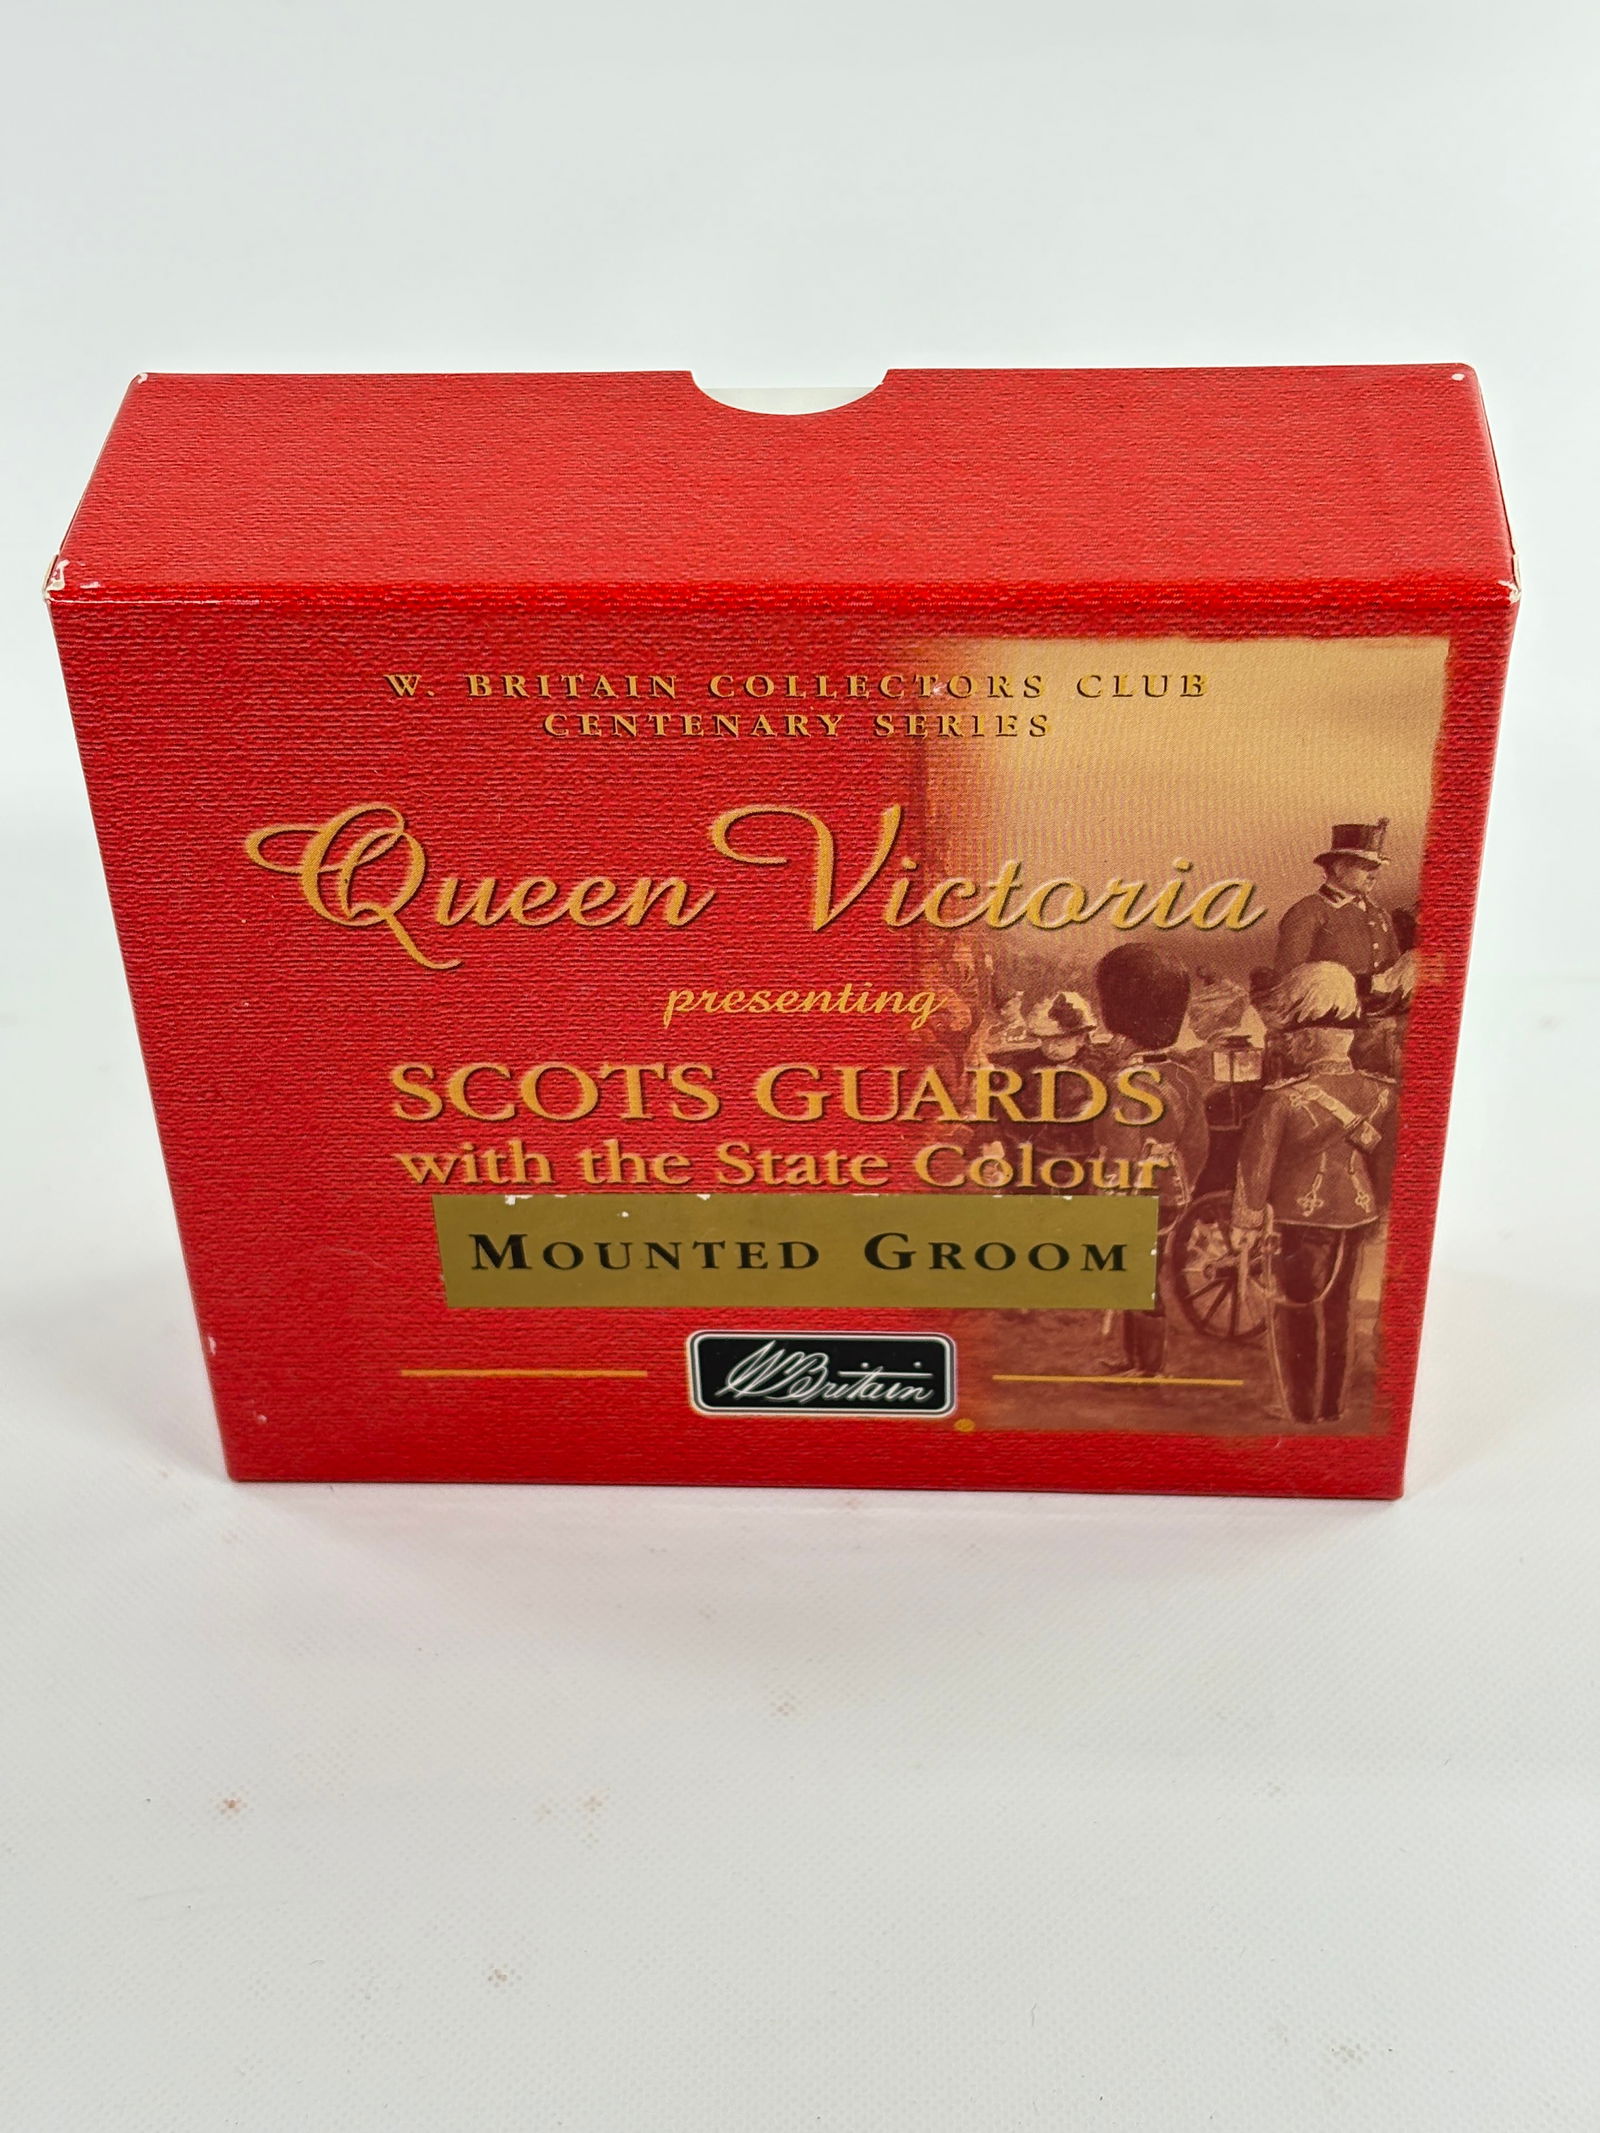 W. BRITAIN COLLECTORS CLUB
CENTENARY SERIES
Queen Victoria
presenting
SCOTS GUARDS
with the State Colour
MOUNTED GROOM
WBritain